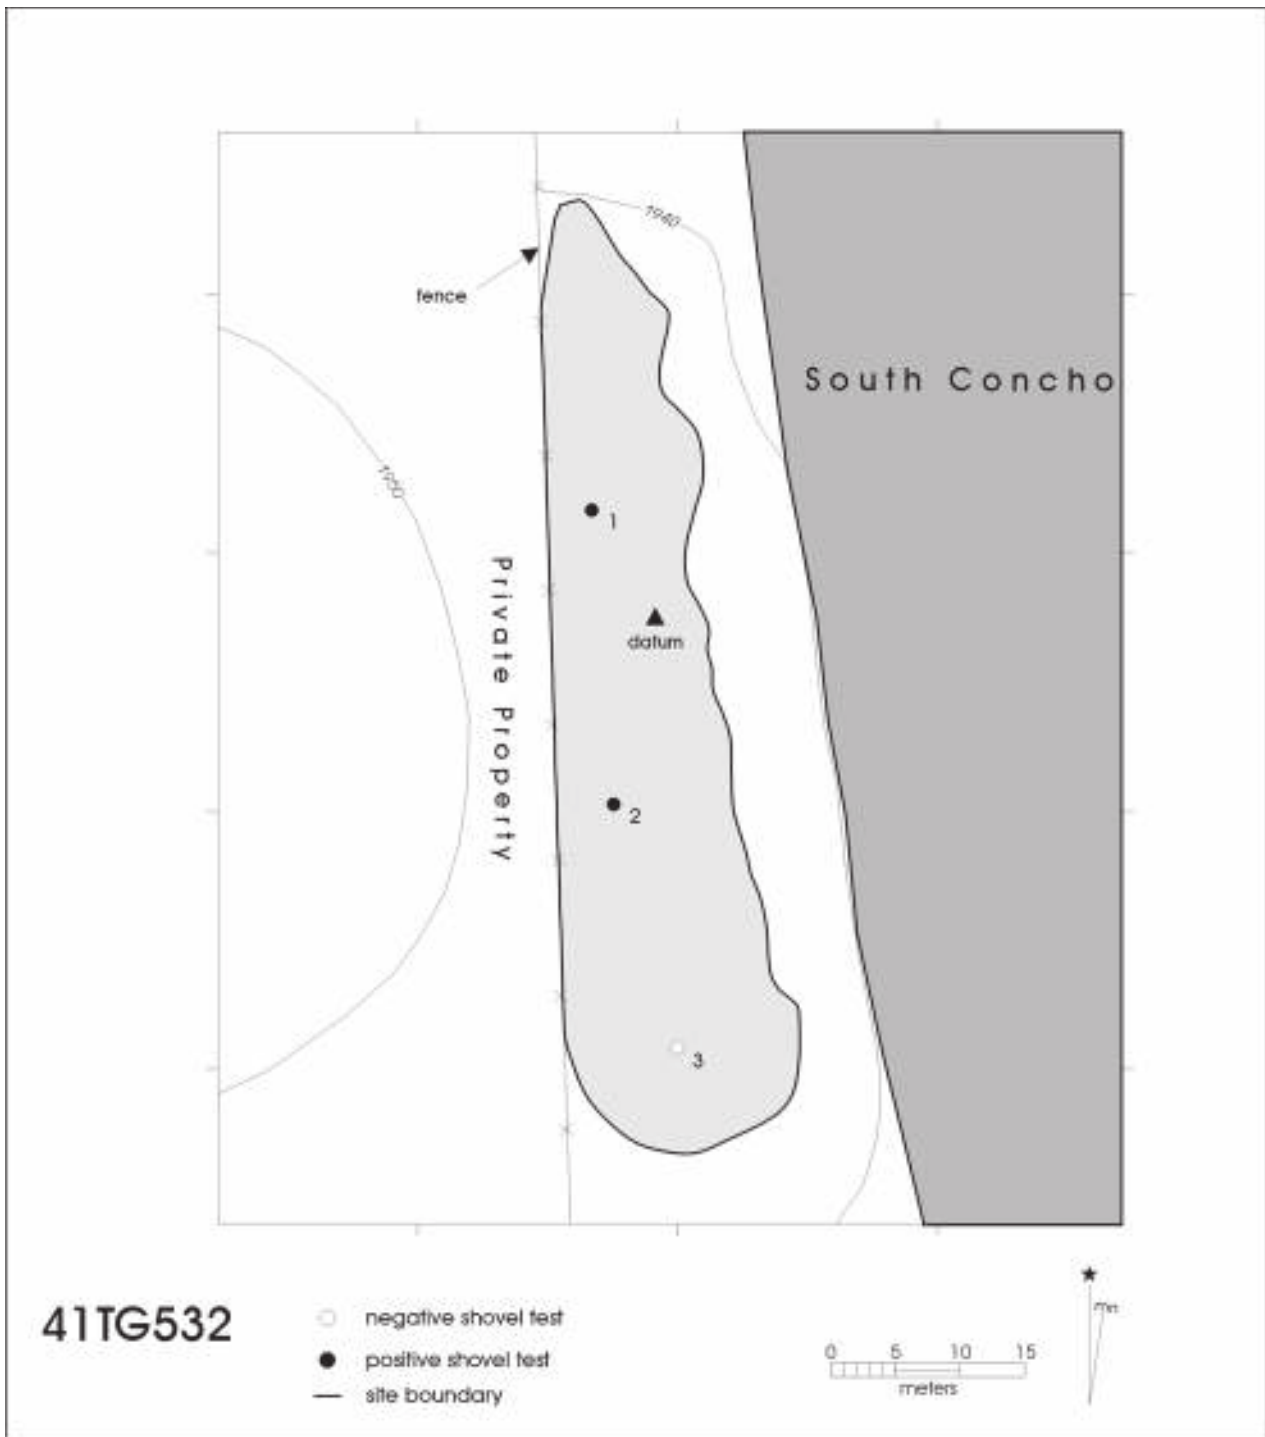 1940
fence
South Concho
1950
1
Private Property
datum
2
3
41TG532
negative shovel test
positive shovel test
site boundary
0 5 10 15
meters
mn